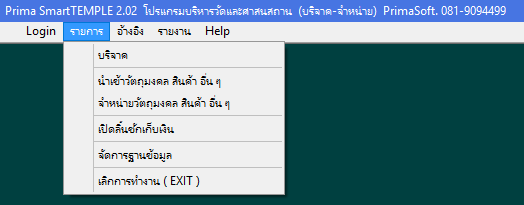 Prima SmartTEMPLE 2.02 โปรแกรมบริหารวัดและศาสนสถาน (บริจาค-จำหน่าย) PrimaSoft. 081-9094499
Login รายการ อ้างอิง รายงาน Help
บริจาค
นำเข้าวัตถุมงคล สินค้า อื่น ๆ
จำหน่ายวัตถุมงคล สินค้า อื่น ๆ
เปิดลิ้นชักเก็บเงิน
จัดการฐานข้อมูล
เลิกการทำงาน ( EXIT )